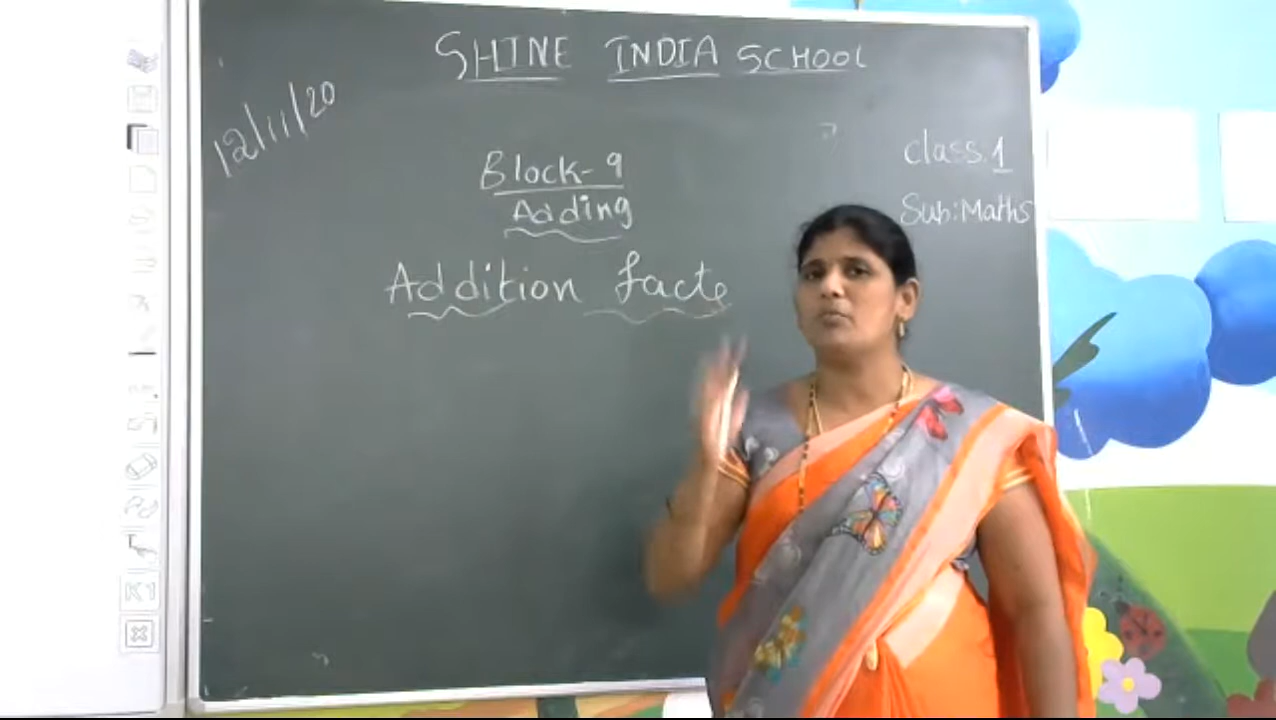 SHINE INDIA SCHOOL
12/11/20
Block-9
Adding
class.1
Sub:Maths
Addition facts